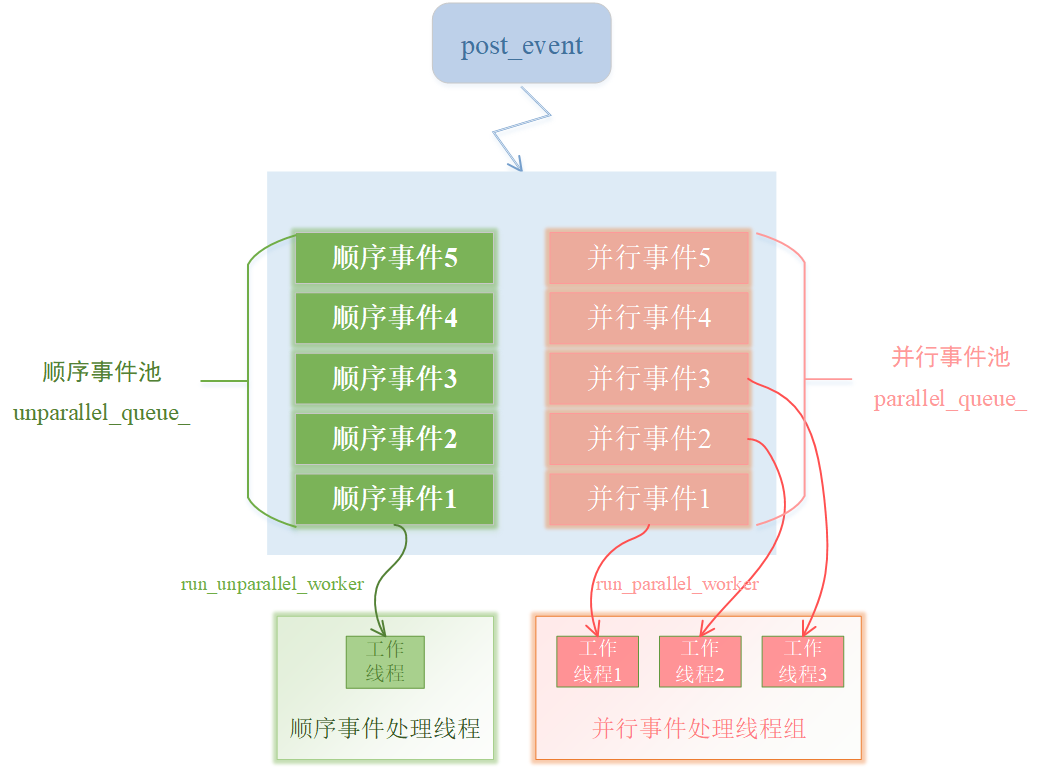 post_event
顺序事件5
顺序事件4
顺序事件3
顺序事件2
顺序事件1
并行事件5
并行事件4
并行事件3
并行事件2
并行事件1
顺序事件池
unparallel_queue_
并行事件池
parallel_queue_
run_unparallel_worker
run_parallel_worker
工作
线程
顺序事件处理线程
工作
线程1
工作
线程2
工作
线程3
并行事件处理线程组